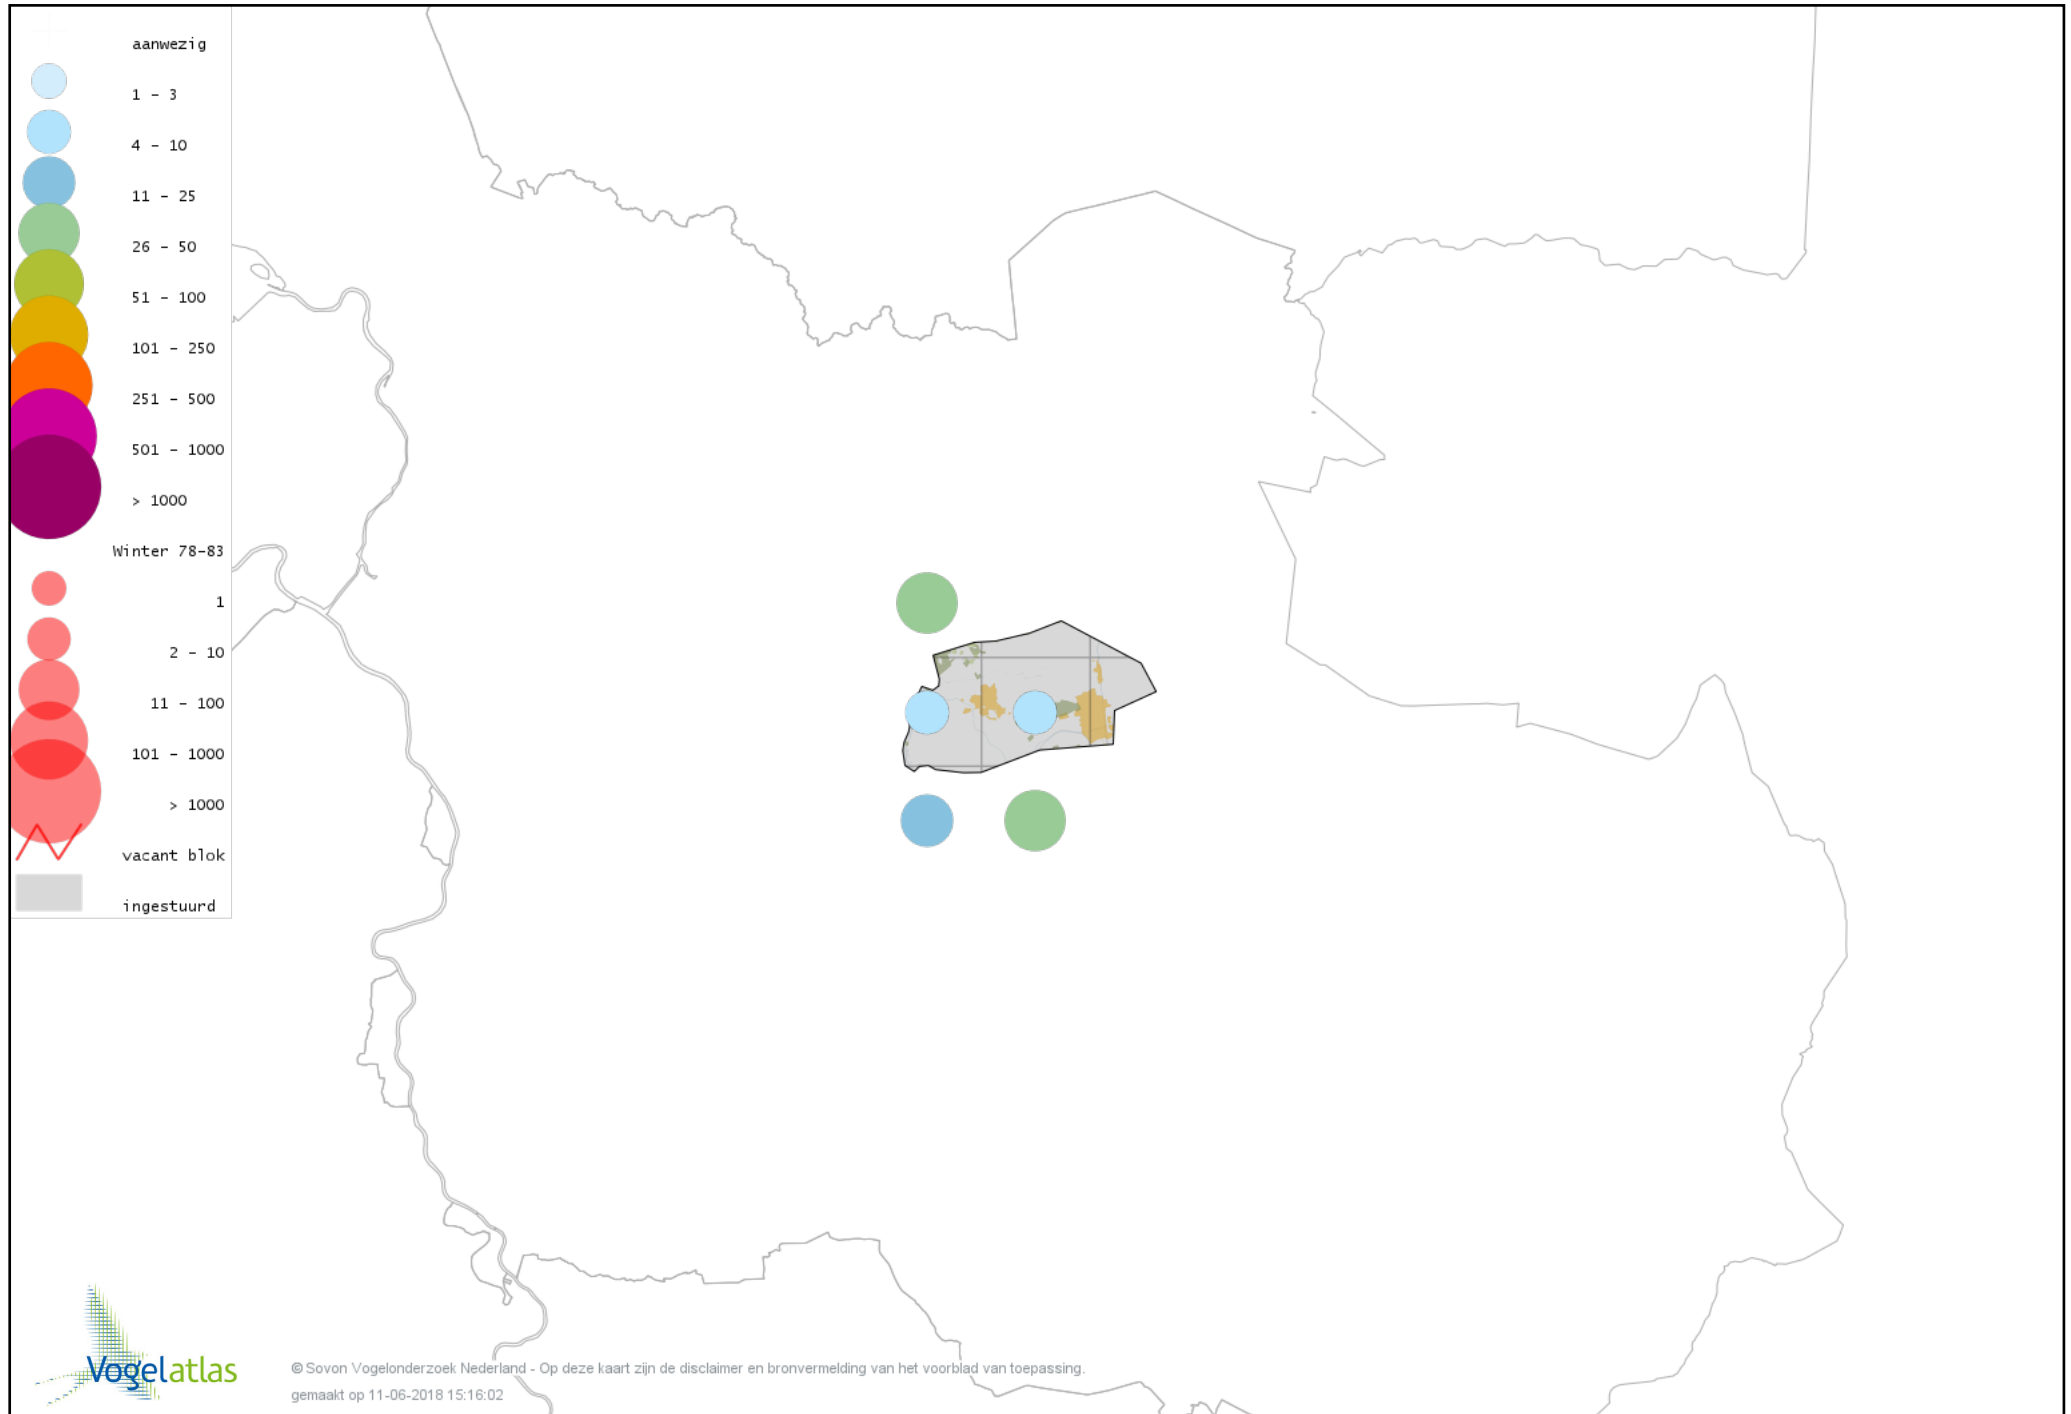 aanwezig
1 - 3
4 - 10
11 - 25
26 - 50
51 - 100
101 - 250
251 - 500
501 - 1000
> 1000
Winter 78-83
1
2 - 10
11 - 100
101 - 1000
> 1000
vacant blok
ingestuurd
Vogelatlas
© Sovon Vogelonderzoek Nederland - Op deze kaart zijn de disclaimer en bronvermelding van het voorblad van toepassing.
gemaakt op 11-06-2018 15:16:02